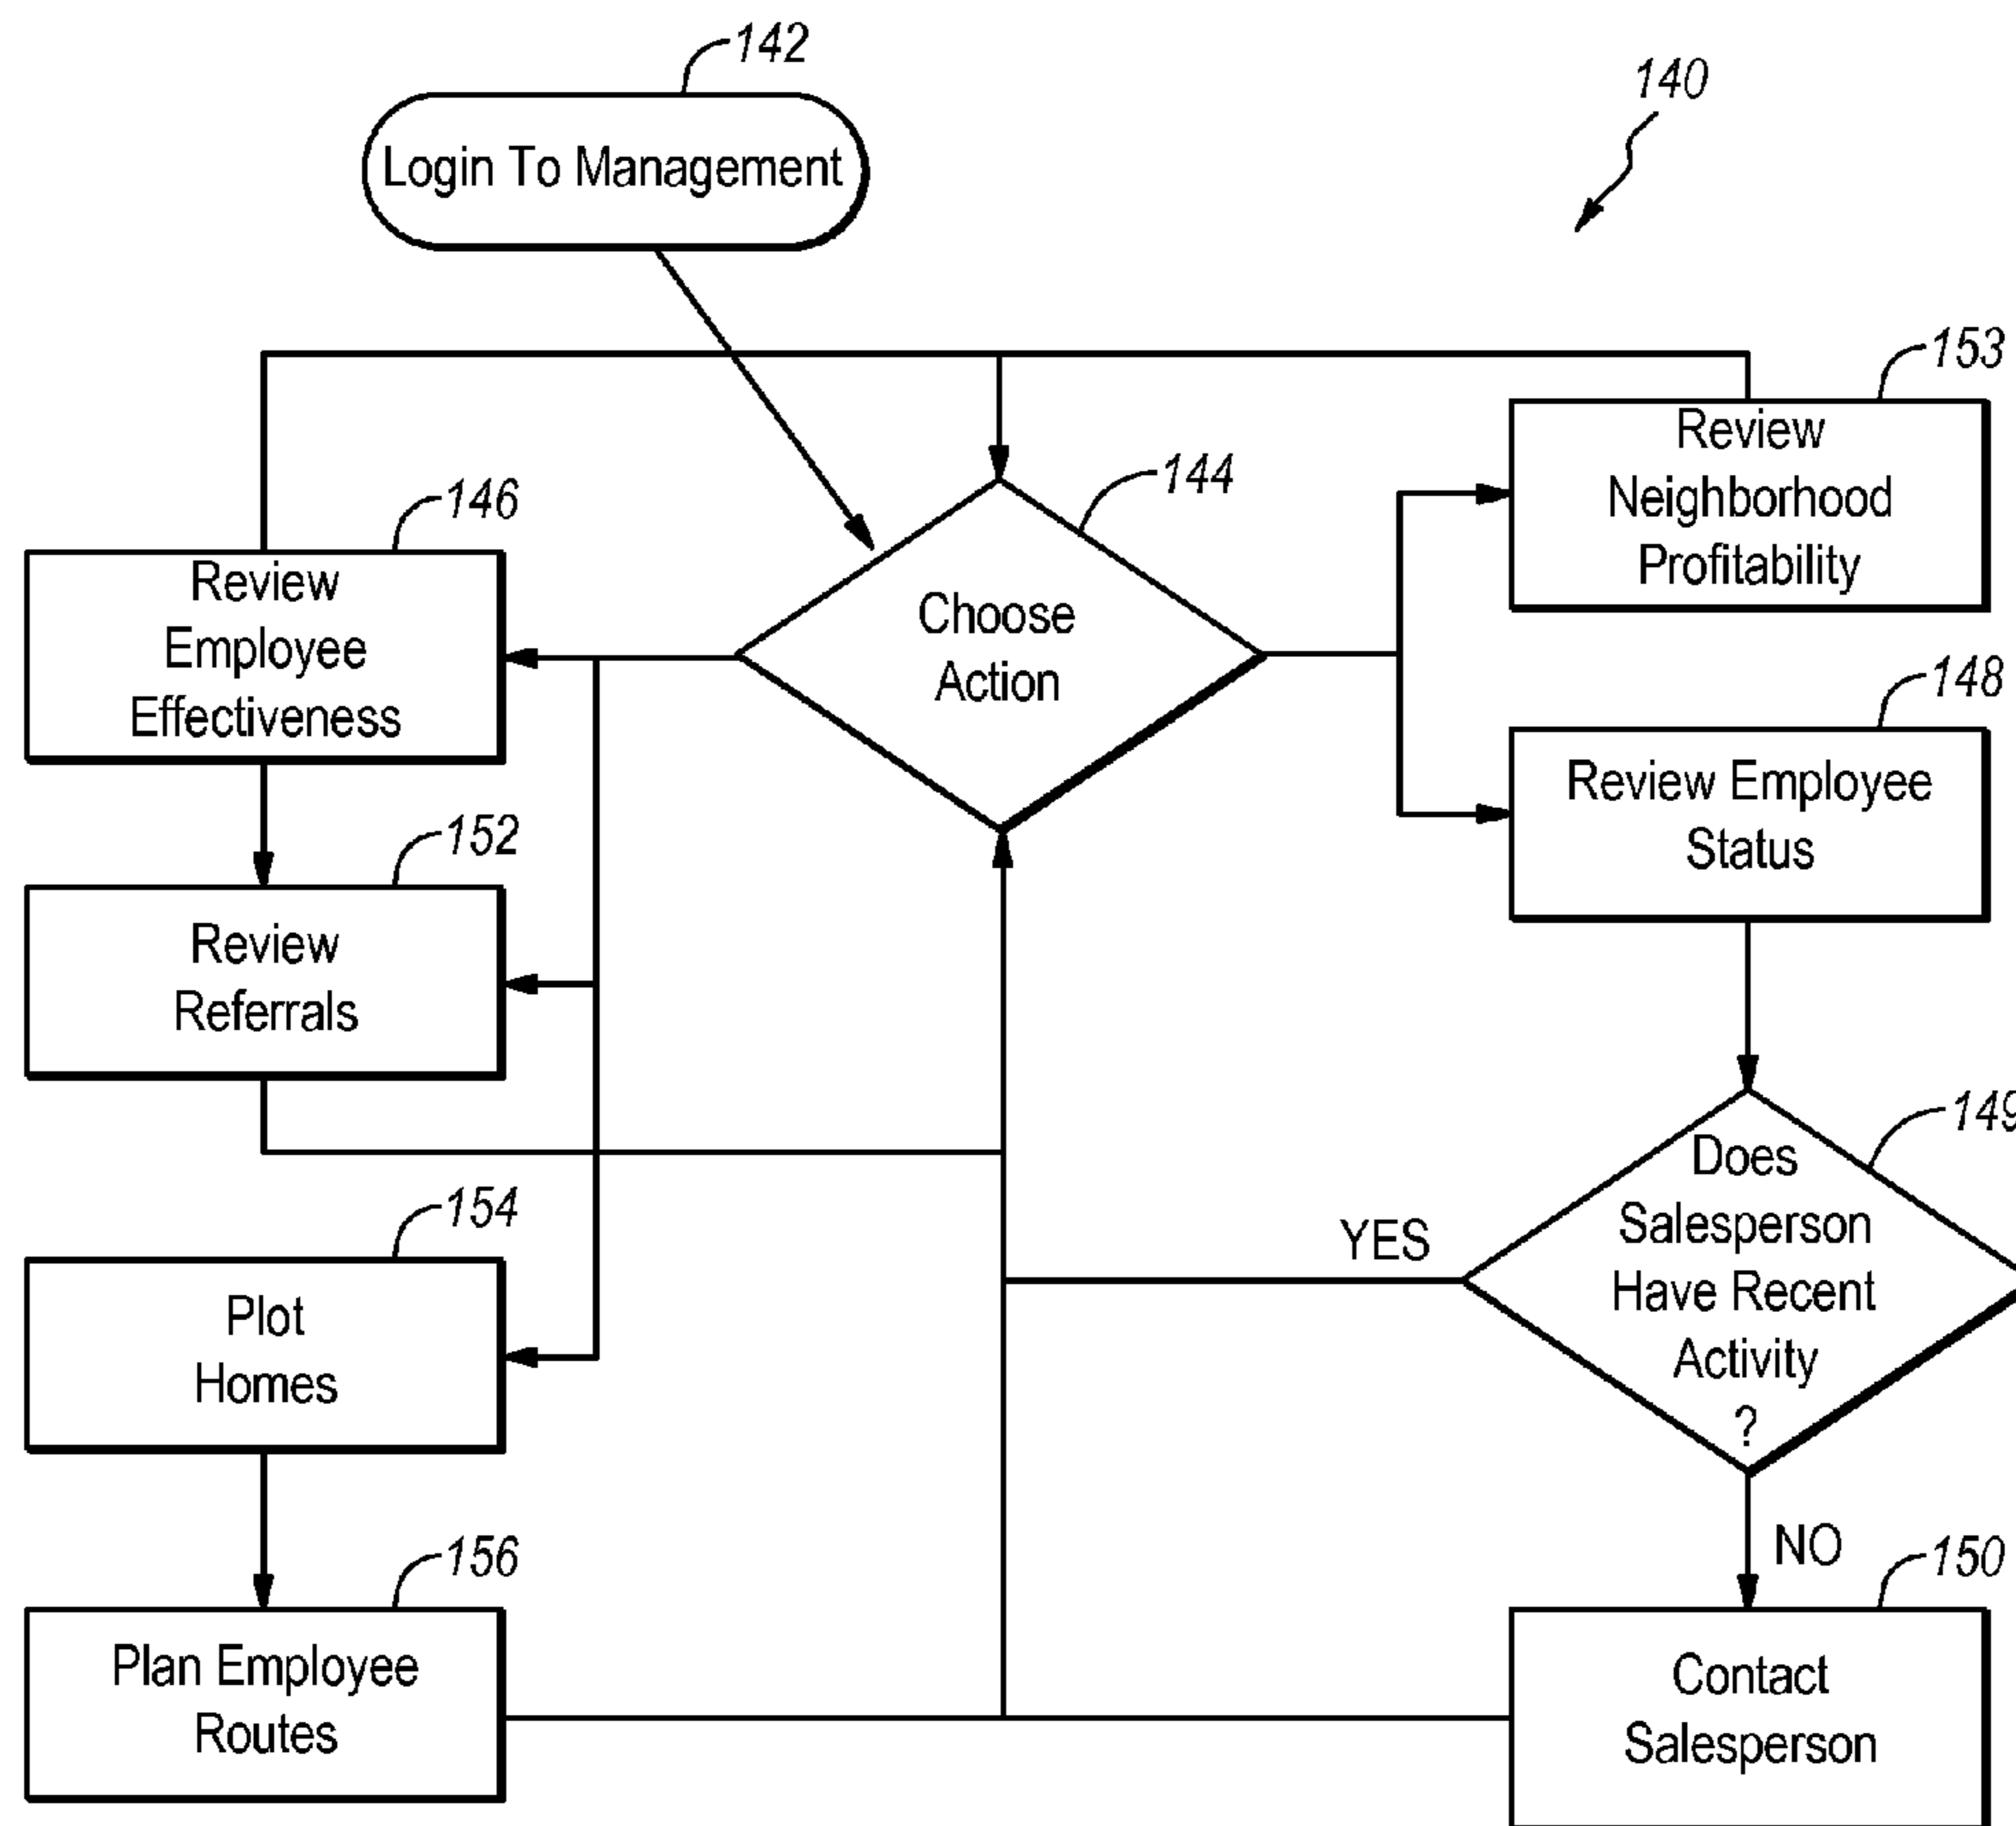 142
Login To Management
140
153
Review
Neighborhood
Profitability
144
Choose
Action
146
Review
Employee
Effectiveness
148
Review Employee
Status
152
Review
Referrals
149
Does
Salesperson
Have Recent
Activity
?
YES
NO
154
Plot
Homes
156
Plan Employee
Routes
150
Contact
Salesperson